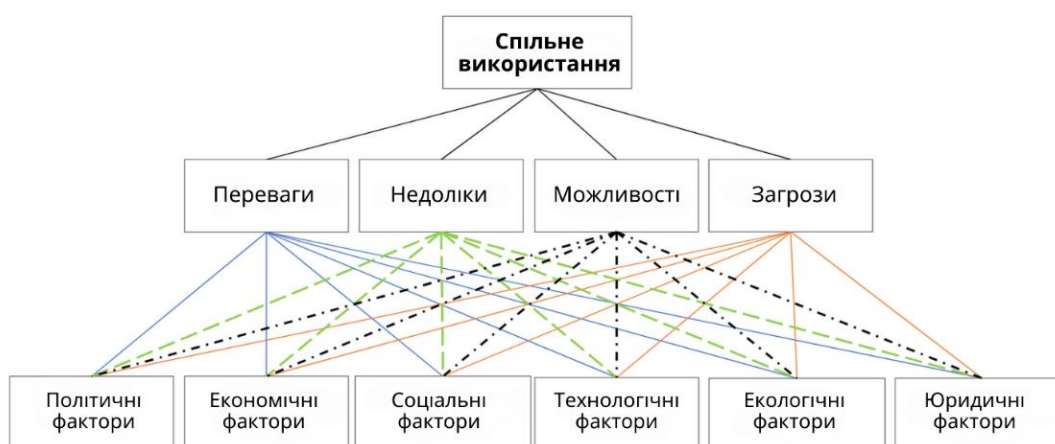 Спільне
використання
Переваги
Недоліки
Можливості
Загрози
Політичні
фактори
Економічні
фактори
Соціальні
фактори
Технологічні
фактори
Екологічні
фактори
Юридичні
фактори